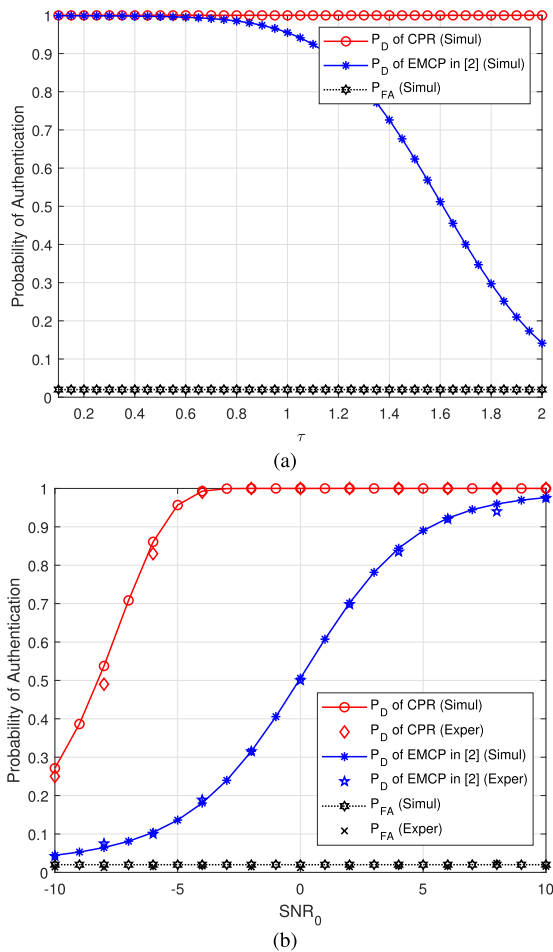 1
0.9
0.8
0.7
0.6
0.5
0.4
0.3
0.2
0.1
0
Probability of Authentication
P_D of CPR (Simul)
P_D of EMCP in [2] (Simul)
P_FA (Simul)
0.2 0.4 0.6 0.8 1 1.2 1.4 1.6 1.8 2
τ
(a)
1
0.9
0.8
0.7
0.6
0.5
0.4
0.3
0.2
0.1
0
Probability of Authentication
P_D of CPR (Simul)
P_D of CPR (Exper)
P_D of EMCP in [2] (Simul)
P_D of EMCP in [2] (Exper)
P_FA (Simul)
P_FA (Exper)
-10 -5 0 5 10
SNR_0
(b)